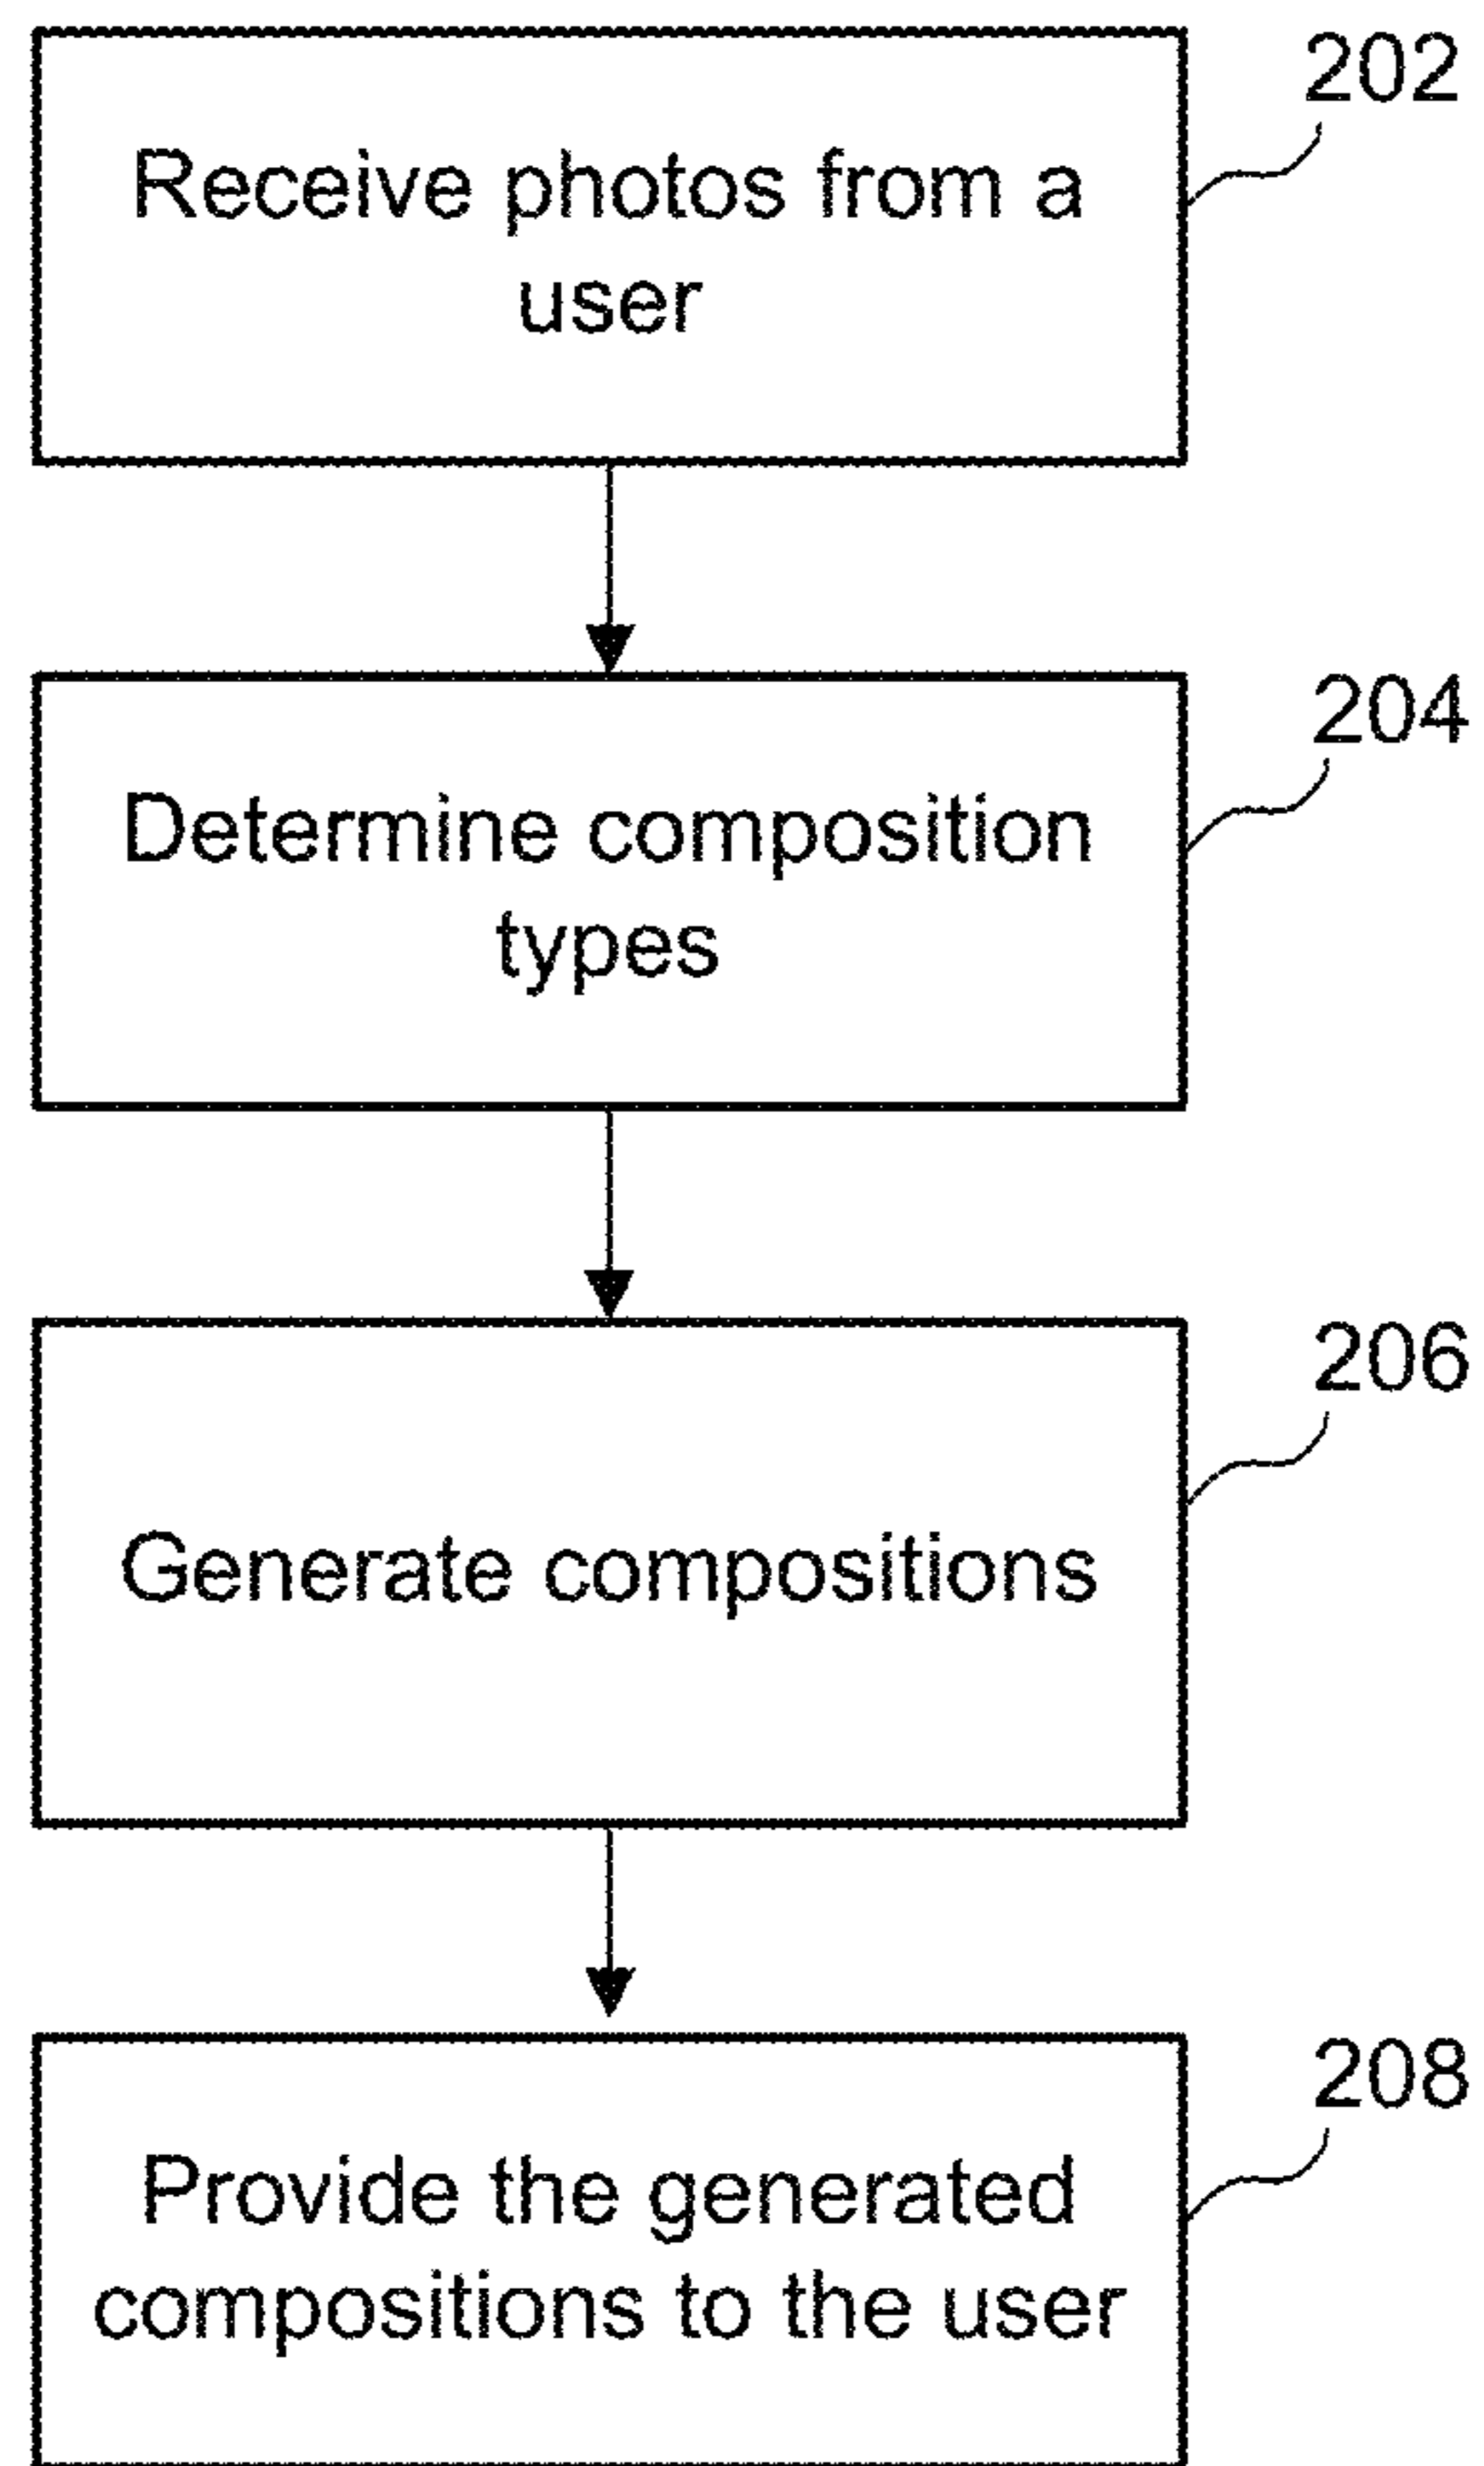 202
Receive photos from a
user
204
Determine composition
types
206
Generate compositions
208
Provide the generated
compositions to the user